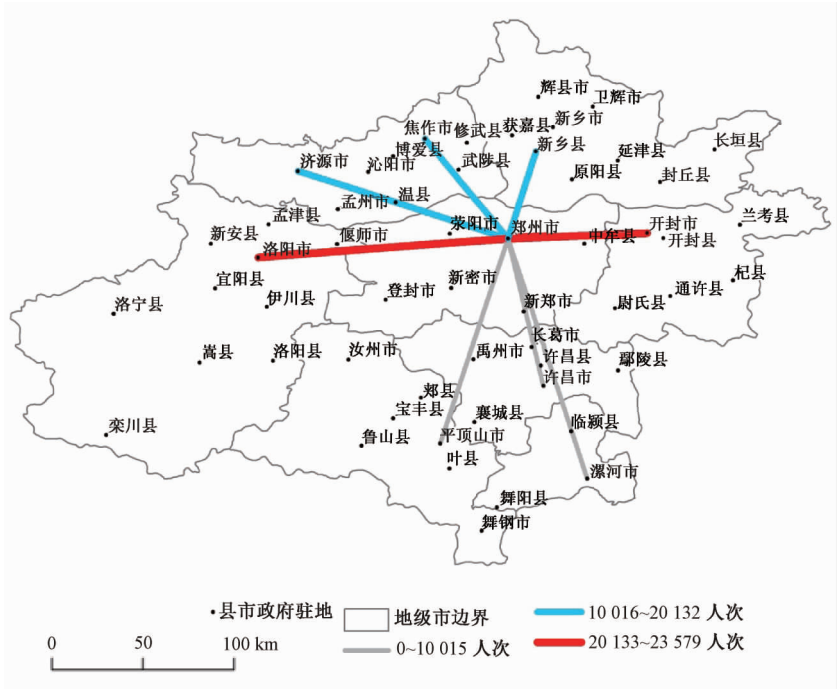 辉县市
卫辉市
新乡市
获嘉县
焦作市
修武县
新乡县
长垣县
延津县
博爱县
济源市
沁阳市
武陟县
原阳县
封丘县
温县
孟州市
孟津县
兰考县
荥阳市
郑州市
开封市
新安县
偃师市
中牟县
开封县
洛阳市
宜阳县
新密市
杞县
登封市
通许县
洛宁县
伊川县
新郑市
尉氏县
长葛市
嵩县
洛阳县
汝州市
禹州市
许昌县
鄢陵县
许昌市
郏县
宝丰县
襄城县
栾川县
临颍县
鲁山县
平顶山市
叶县
漯河市
舞阳县
舞钢市
县市政府驻地
地级市边界
10 016~20 132 人次
0~10 015 人次
20 133~23 579 人次
0 50 100 km